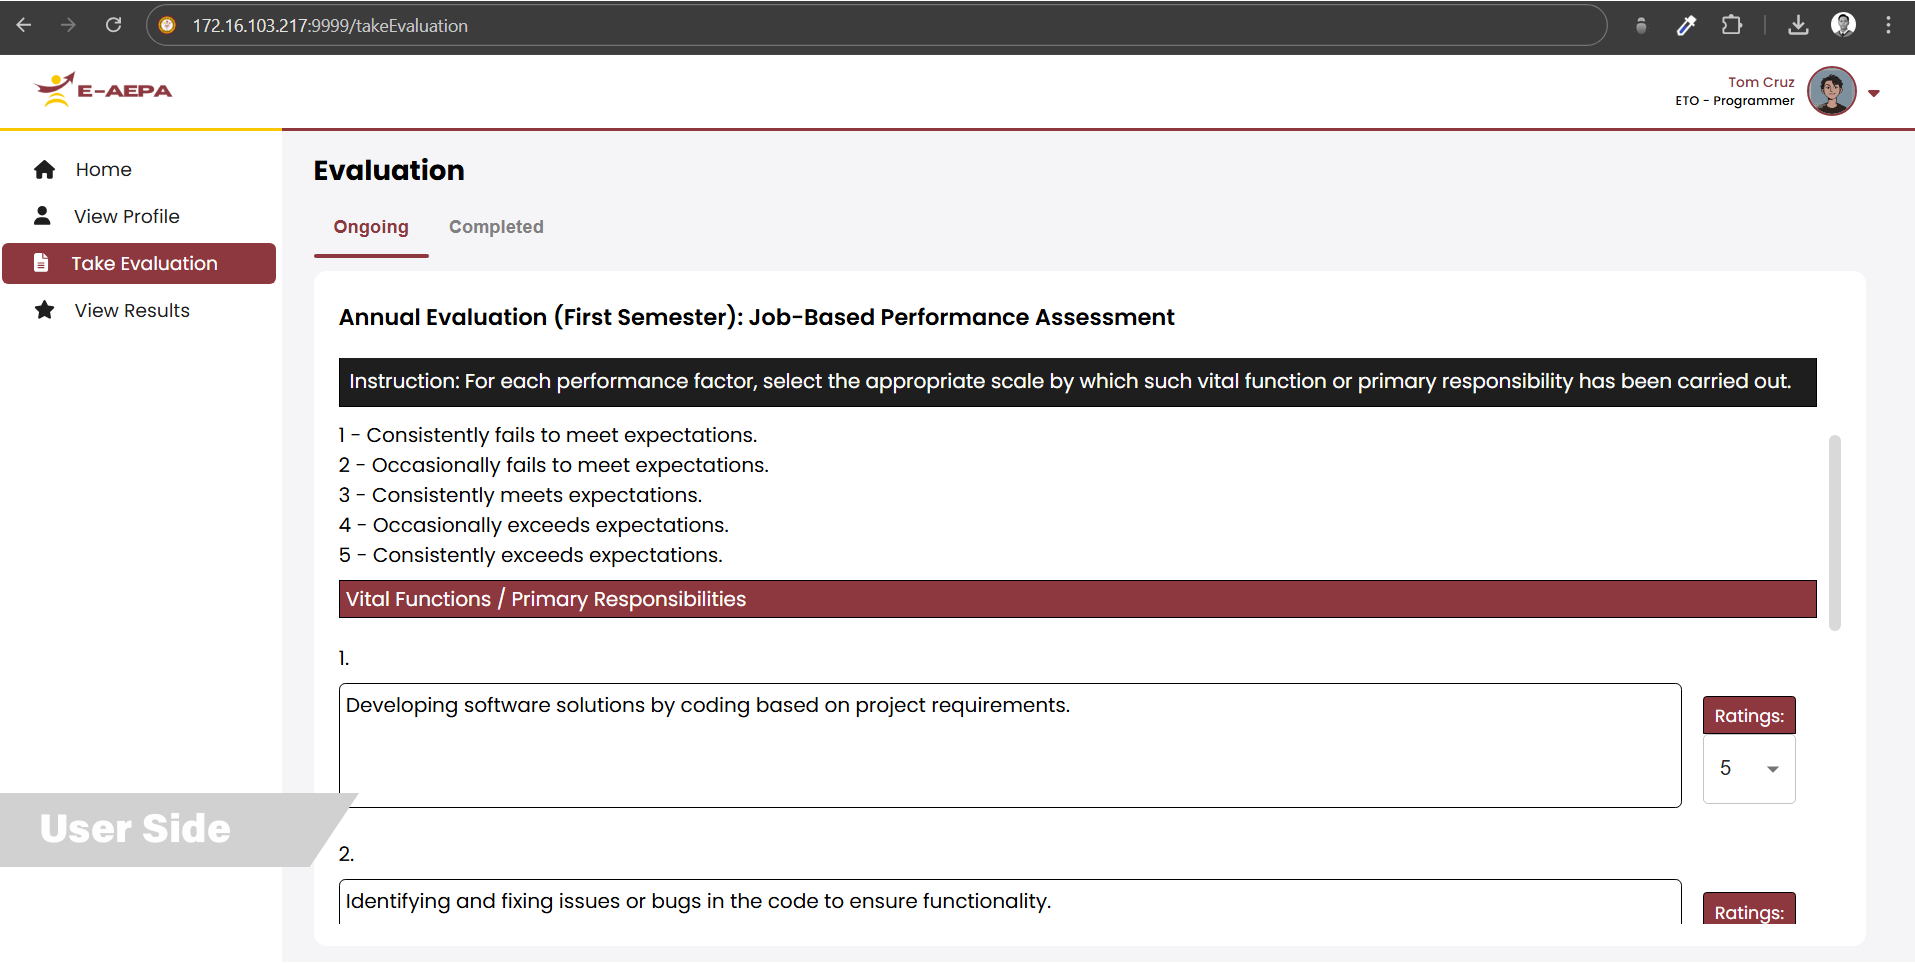 172.16.103.217:9999/takeEvaluation
E-AEPA
Tom Cruz
ETO - Programmer
Home
View Profile
Take Evaluation
View Results
Evaluation
Ongoing
Completed
Annual Evaluation (First Semester): Job-Based Performance Assessment
Instruction: For each performance factor, select the appropriate scale by which such vital function or primary responsibility has been carried out.
1 - Consistently fails to meet expectations.
2 - Occasionally fails to meet expectations.
3 - Consistently meets expectations.
4 - Occasionally exceeds expectations.
5 - Consistently exceeds expectations.
Vital Functions / Primary Responsibilities
1.
Developing software solutions by coding based on project requirements.
Ratings:
5
User Side
2.
Identifying and fixing issues or bugs in the code to ensure functionality.
Ratings: